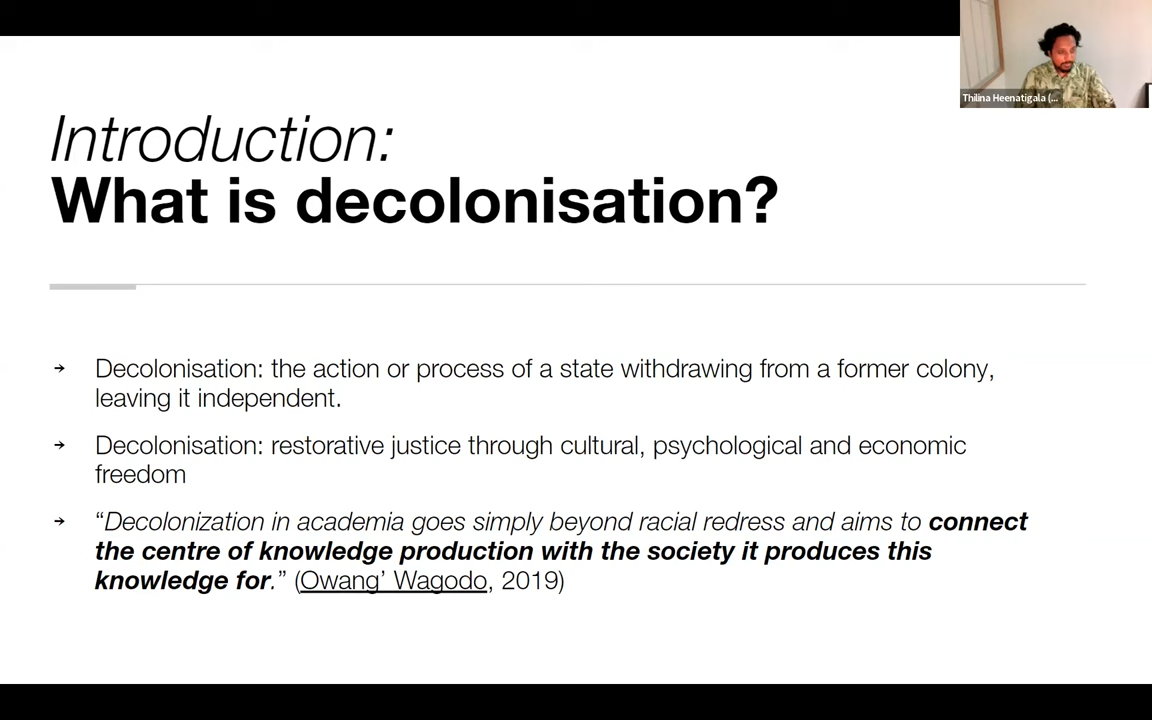 Thilina Heenatigala (...
Introduction:
What is decolonisation?
→ Decolonisation: the action or process of a state withdrawing from a former colony,
leaving it independent.
→ Decolonisation: restorative justice through cultural, psychological and economic
freedom
→ “Decolonization in academia goes simply beyond racial redress and aims to connect
the centre of knowledge production with the society it produces this
knowledge for.” (Owang’ Wagodo, 2019)